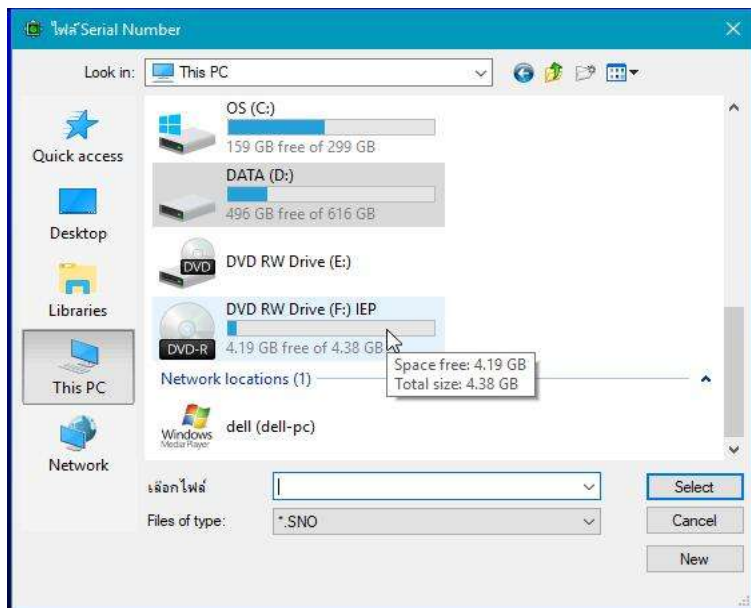 ไฟล์ Serial Number
Look in: This PC
Quick access
Desktop
Libraries
This PC
Network
OS (C:)
159 GB free of 299 GB
DATA (D:)
496 GB free of 616 GB
DVD
DVD RW Drive (E:)
DVD RW Drive (F:) IEP
DVD-R
4.19 GB free of 4.38 GB
Space free: 4.19 GB
Total size: 4.38 GB
Network locations (1)
Windows
Media Player
dell (dell-pc)
เลือกไฟล์
Select
Files of type: *.SNO
Cancel
New